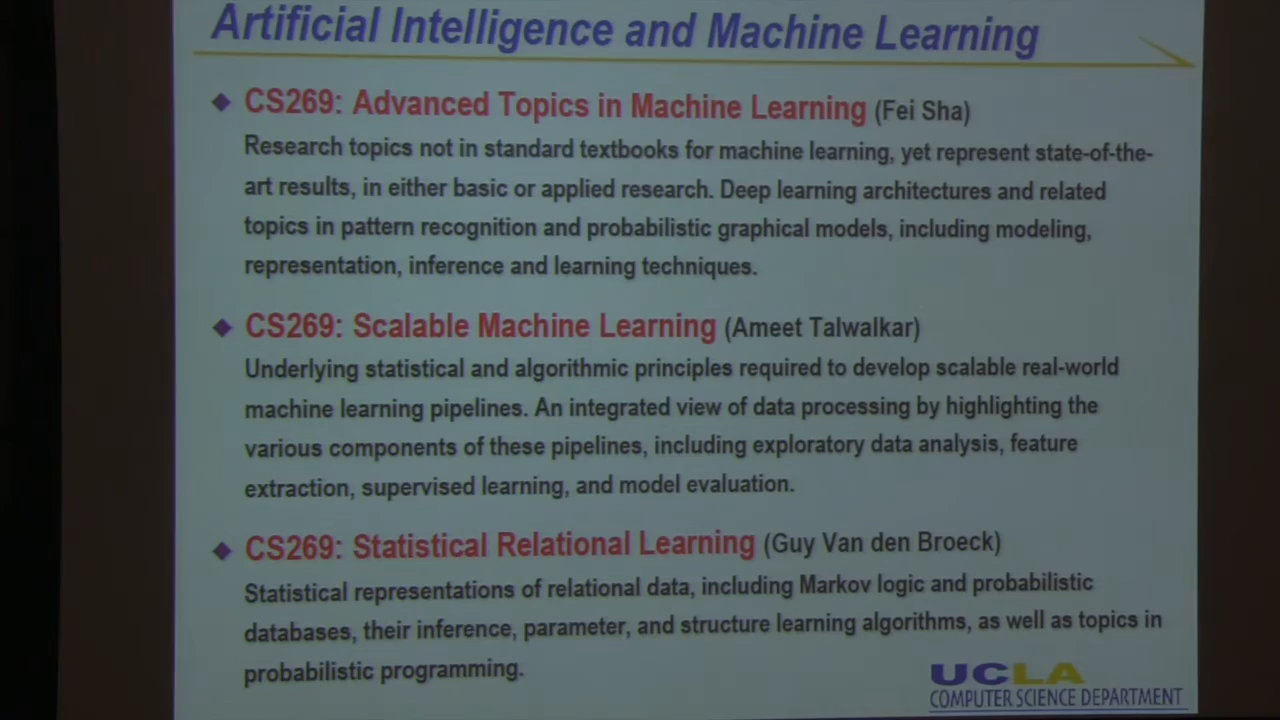 Artificial Intelligence and Machine Learning
CS269: Advanced Topics in Machine Learning (Fei Sha)
Research topics not in standard textbooks for machine learning, yet represent state-of-the-
art results, in either basic or applied research. Deep learning architectures and related
topics in pattern recognition and probabilistic graphical models, including modeling,
representation, inference and learning techniques.
CS269: Scalable Machine Learning (Ameet Talwalkar)
Underlying statistical and algorithmic principles required to develop scalable real-world
machine learning pipelines. An integrated view of data processing by highlighting the
various components of these pipelines, including exploratory data analysis, feature
extraction, supervised learning, and model evaluation.
CS269: Statistical Relational Learning (Guy Van den Broeck)
Statistical representations of relational data, including Markov logic and probabilistic
databases, their inference, parameter, and structure learning algorithms, as well as topics in
probabilistic programming.
UCLA
COMPUTER SCIENCE DEPARTMENT